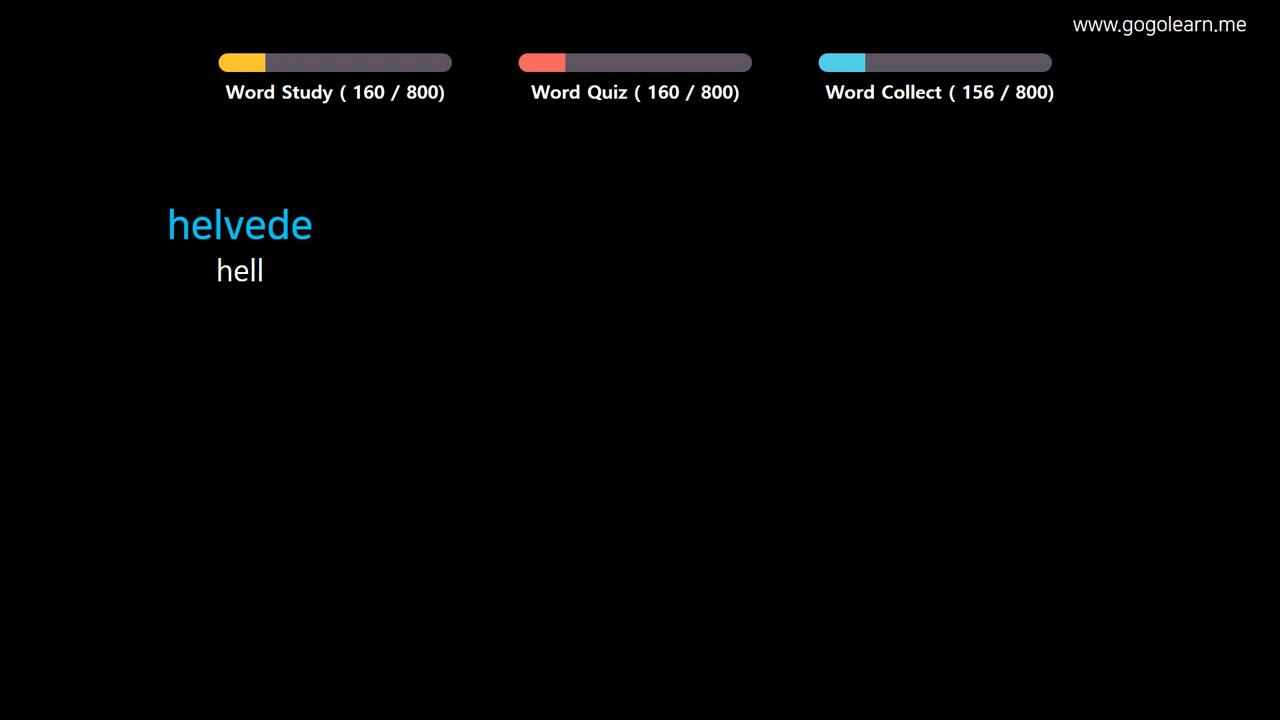 www.gogolearn.me
Word Study ( 160 / 800)
Word Quiz ( 160 / 800)
Word Collect ( 156 / 800)
helvede
hell